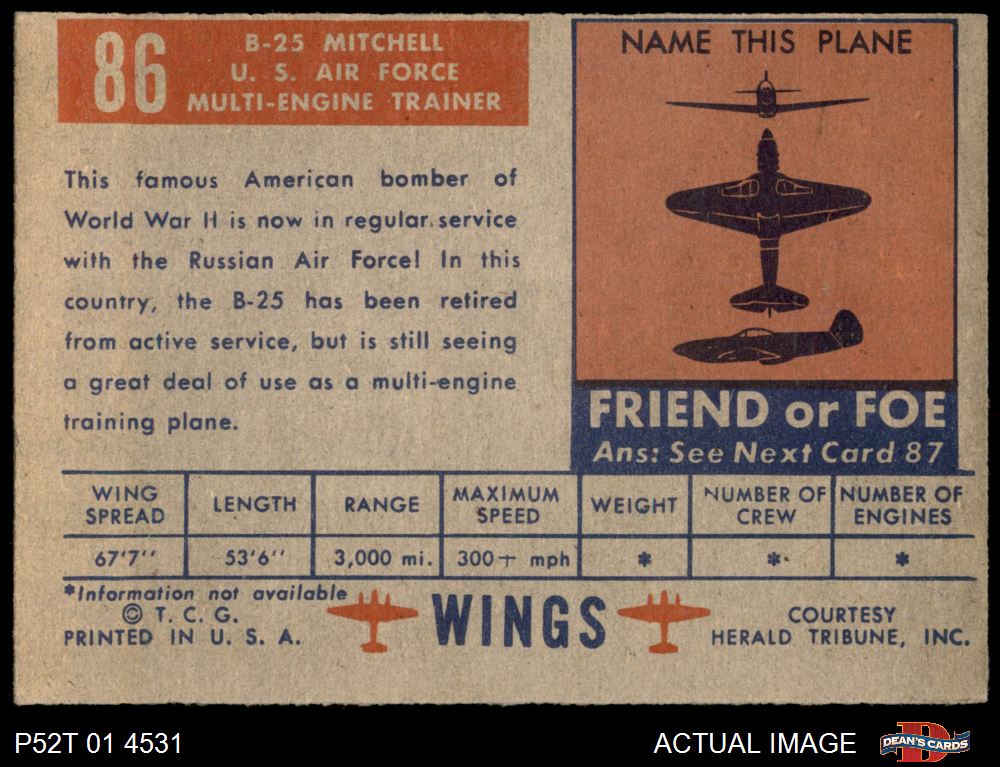 86
B-25 MITCHELL
U. S. AIR FORCE
MULTI-ENGINE TRAINER
This famous American bomber of
World War II is now in regular service
with the Russian Air Force! In this
country, the B-25 has been retired
from active service, but is still seeing
a great deal of use as a multi-engine
training plane.
NAME THIS PLANE
FRIEND or FOE
Ans: See Next Card 87
WING SPREAD LENGTH RANGE MAXIMUM SPEED WEIGHT NUMBER OF CREW NUMBER OF ENGINES
67'7'' 53'6'' 3,000 mi. 300+ mph * * *
*Information not available
© T. C. G.
PRINTED IN U. S. A.
WINGS
COURTESY
HERALD TRIBUNE, INC.
P52T 01 4531
ACTUAL IMAGE
D
DEAN'S CARDS